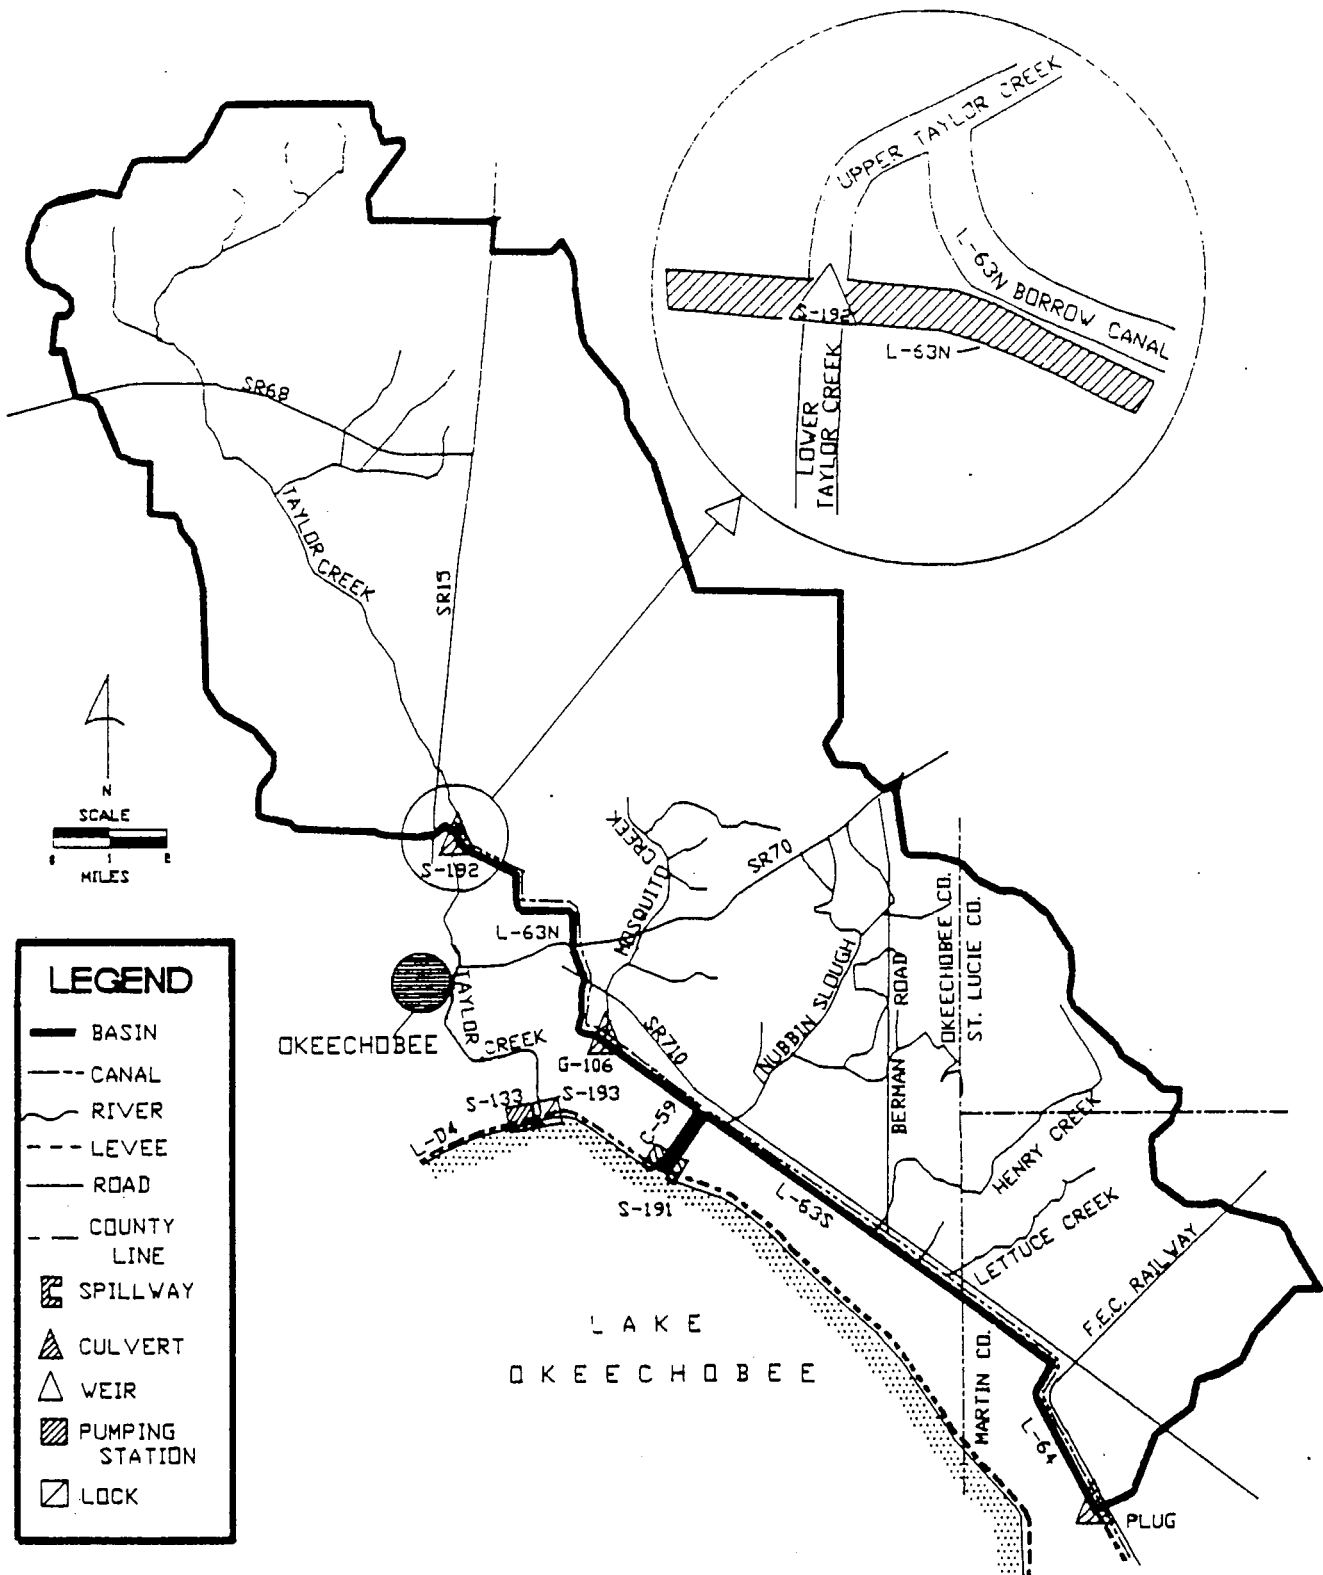 UPPER TAYLOR CREEK
L-63N BORROW CANAL
S-192
L-63N
LOWER
TAYLOR CREEK
SR68
TAYLOR CREEK
SR15
N
SCALE
0 1 2
MILES
S-192
L-63N
MOSQUITO CREEK
SR70
NUBBIN SLOUGH
BERMAN ROAD
OKEECHOBEE CO.
ST. LUCIE CO.
TAYLOR CREEK
OKEECHOBEE
SR710
G-106
S-133
S-193
L-D4
C-59
S-191
L-63S
HENRY CREEK
LETTUCE CREEK
F.E.C. RAILWAY
MARTIN CO.
L-64
PLUG
LAKE
OKEECHOBEE
LEGEND
BASIN
CANAL
RIVER
LEVEE
ROAD
COUNTY
LINE
SPILLWAY
CULVERT
WEIR
PUMPING
STATION
LOCK